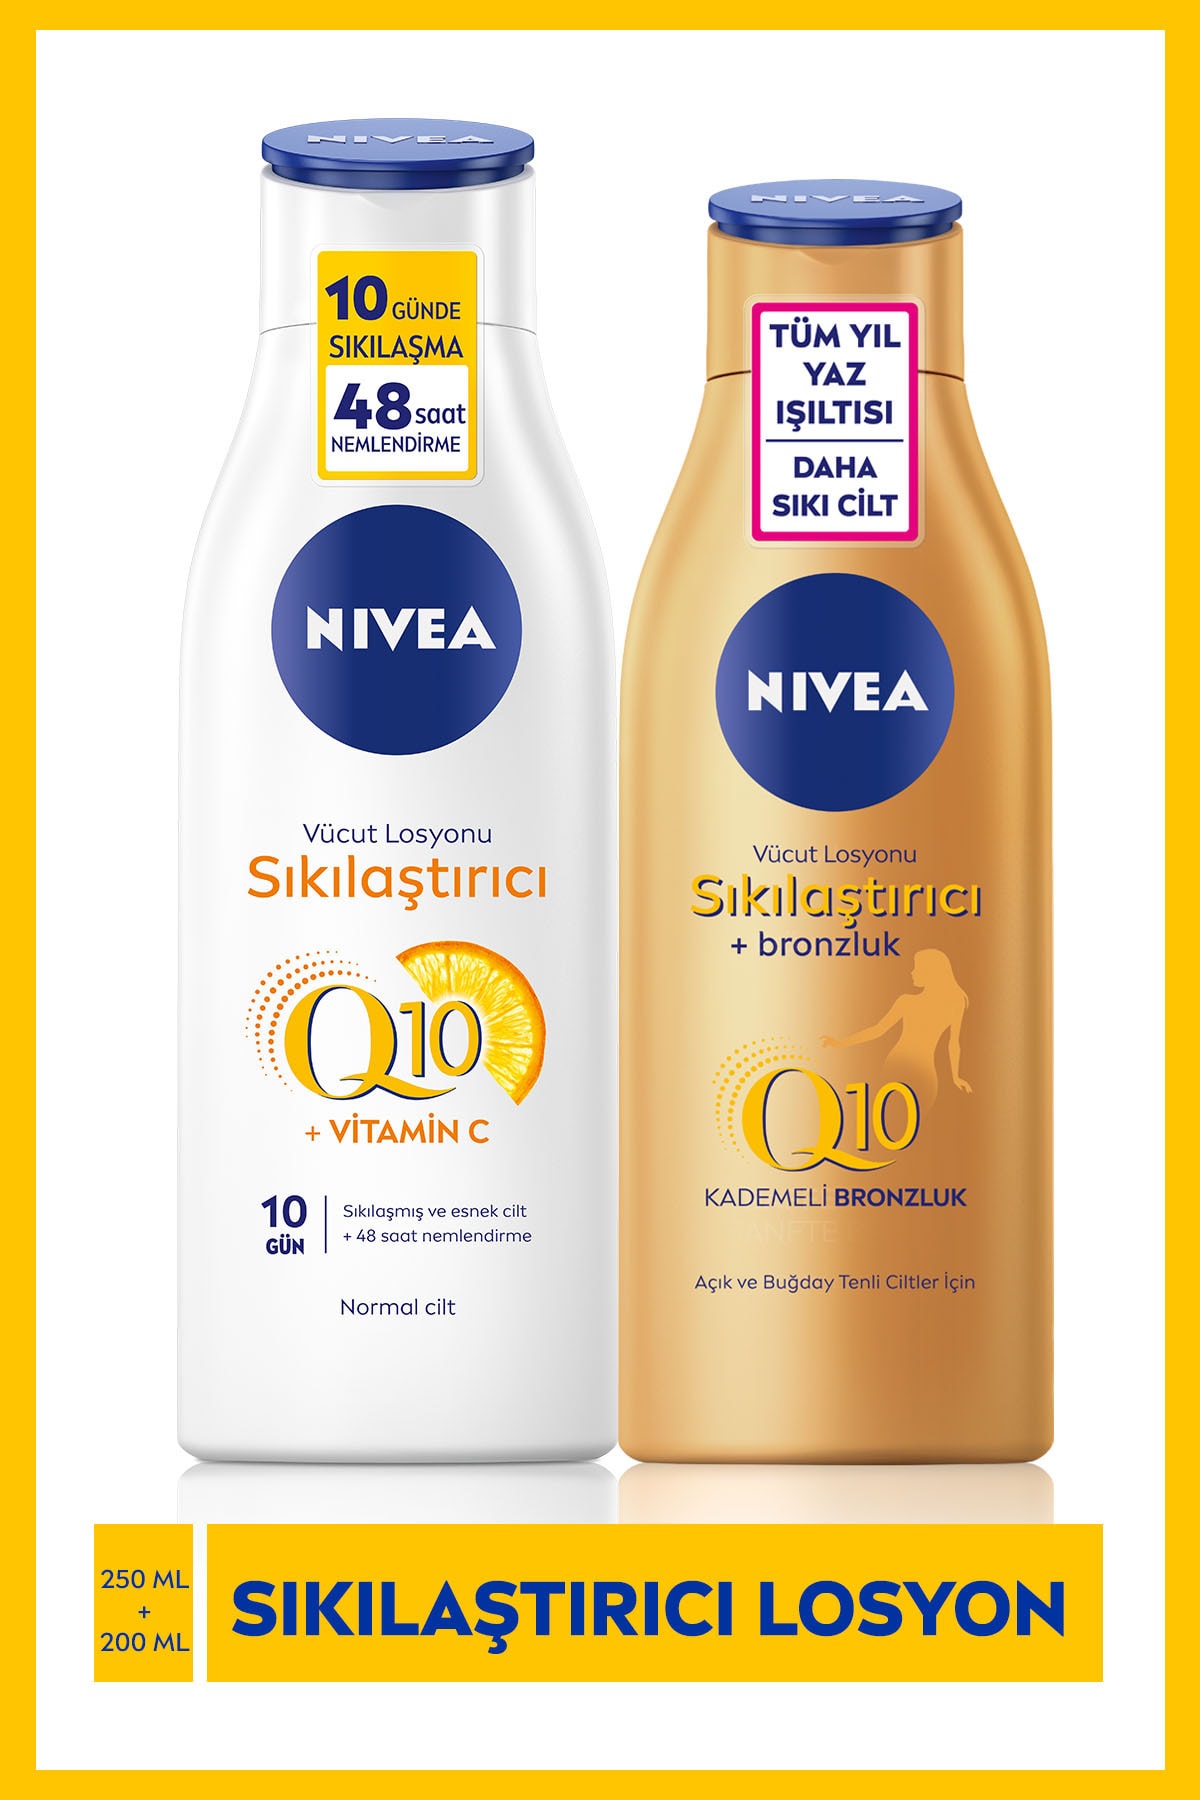 NIVEA
10 GÜNDE
SIKILAŞMA
48 saat
NEMLENDİRME
NIVEA
Vücut Losyonu
Sıkılaştırıcı
Q10
+ VİTAMİN C
10
GÜN
Sıkılaşmış ve esnek cilt
+ 48 saat nemlendirme
Normal cilt
NIVEA
TÜM YIL
YAZ
IŞILTISI
DAHA
SIKI CİLT
NIVEA
Vücut Losyonu
Sıkılaştırıcı
+ bronzluk
Q10
KADEMELİ BRONZLUK
Açık ve Buğday Tenli Ciltler İçin
250 ML
+
200 ML
SIKILAŞTIRICI LOSYON